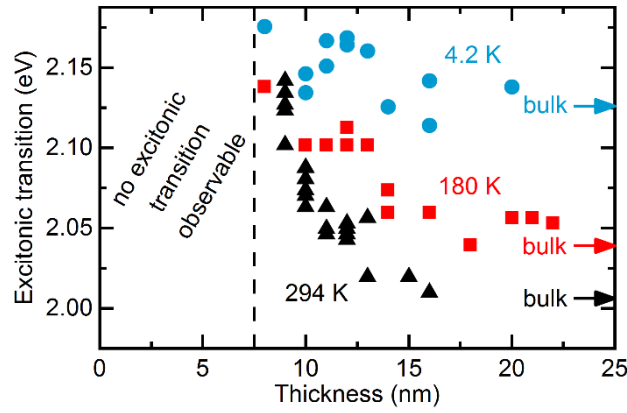 Excitonic transition (eV)
2.15
2.10
2.05
2.00
no excitonic
transition
observable
4.2 K
bulk
180 K
bulk
294 K
bulk
0
5
10
15
20
25
Thickness (nm)